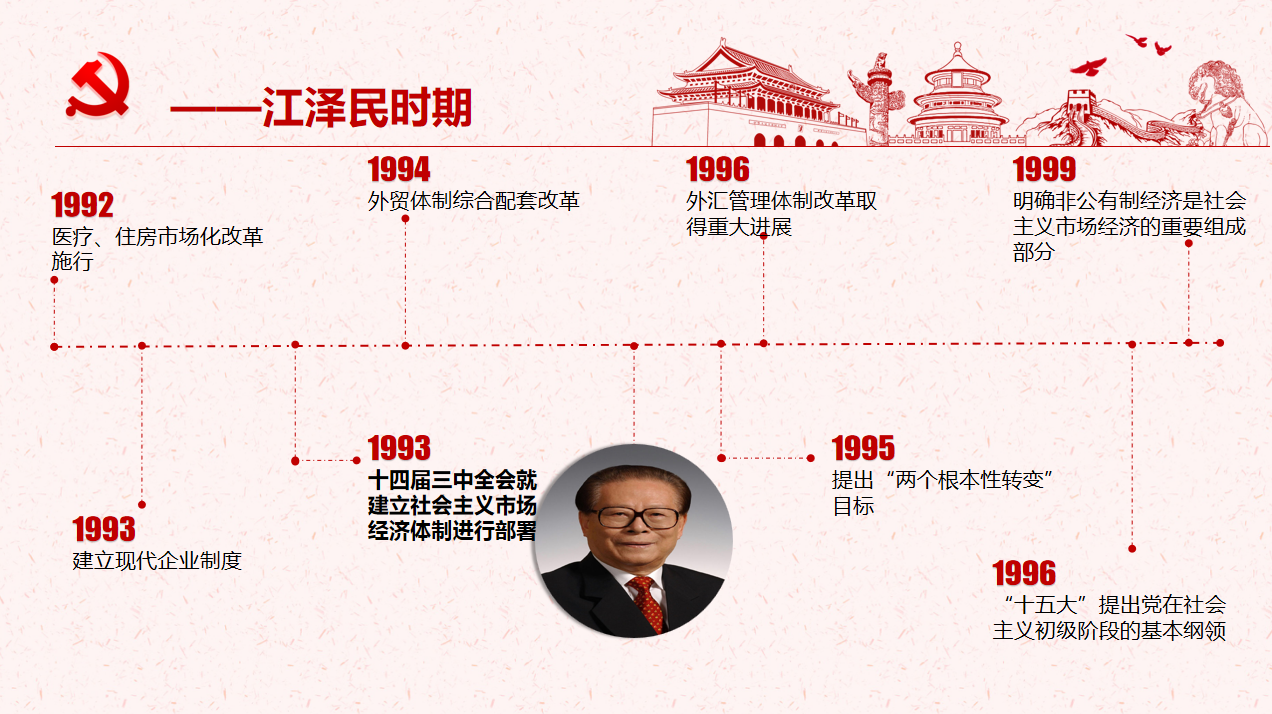 ——江泽民时期
1992
医疗、住房市场化改革
施行
1994
外贸体制综合配套改革
1996
外汇管理体制改革取
得重大进展
1999
明确非公有制经济是社会
主义市场经济的重要组成
部分
1993
建立现代企业制度
1993
十四届三中全会就
建立社会主义市场
经济体制进行部署
1995
提出“两个根本性转变”
目标
1996
“十五大”提出党在社会
主义初级阶段的基本纲领